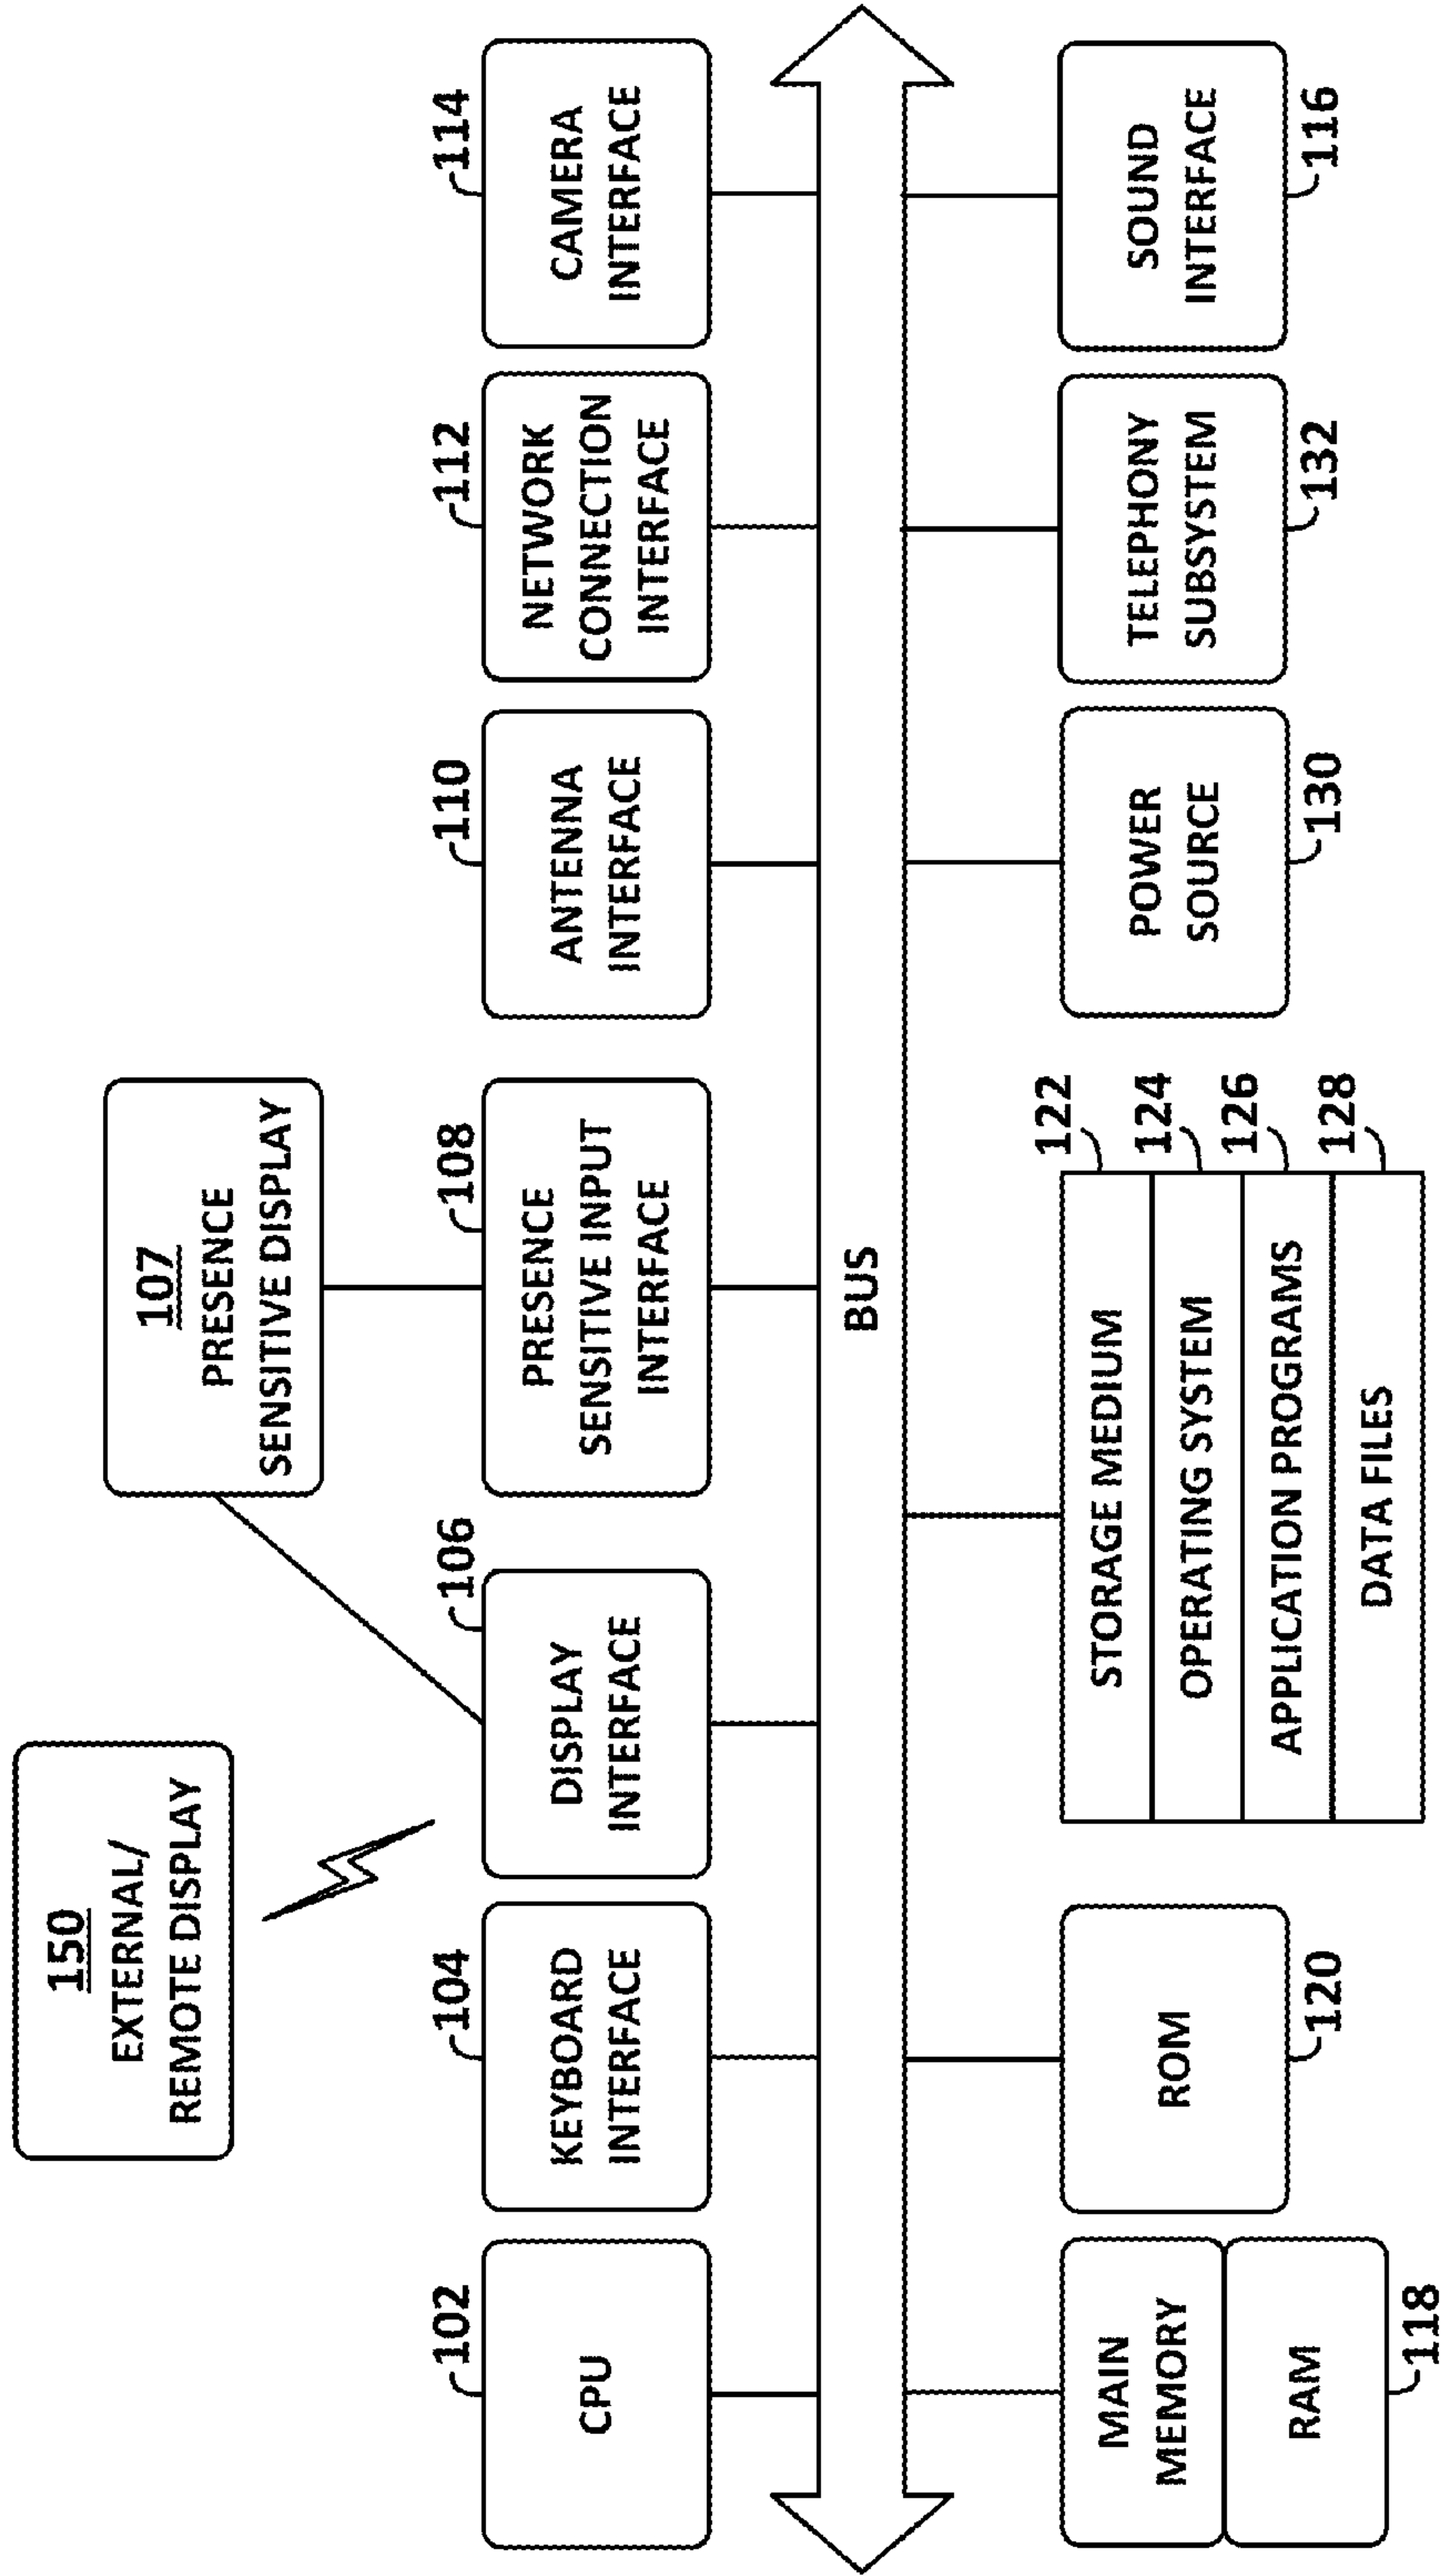 150
EXTERNAL/
REMOTE DISPLAY
107
PRESENCE
SENSITIVE DISPLAY
102
CPU
104
KEYBOARD
INTERFACE
106
DISPLAY
INTERFACE
108
PRESENCE
SENSITIVE INPUT
INTERFACE
110
ANTENNA
INTERFACE
112
NETWORK
CONNECTION
INTERFACE
114
CAMERA
INTERFACE
BUS
MAIN
MEMORY
RAM
118
ROM
120
STORAGE MEDIUM
122
OPERATING SYSTEM
124
APPLICATION PROGRAMS
126
DATA FILES
128
POWER
SOURCE
130
TELEPHONY
SUBSYSTEM
132
SOUND
INTERFACE
116